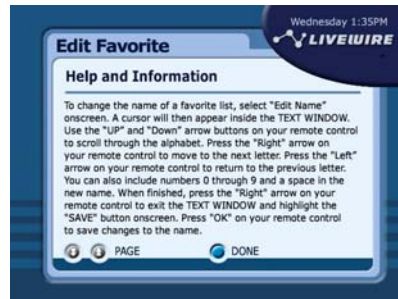 Wednesday 1:35PM
LIVEWIRE
Edit Favorite
Help and Information
To change the name of a favorite list, select "Edit Name"
onscreen. A cursor will then appear inside the TEXT WINDOW.
Use the "UP" and "Down" arrow buttons on your remote control
to scroll through the alphabet. Press the "Right" arrow on
your remote control to move to the next letter. Press the "Left"
arrow on your remote control to return to the previous letter.
You can also include numbers 0 through 9 and a space in the
new name. When finished, press the "Right" arrow on your
remote control to exit the TEXT WINDOW and highlight the
"SAVE" button onscreen. Press "OK" on your remote control
to save changes to the name.
PAGE DONE